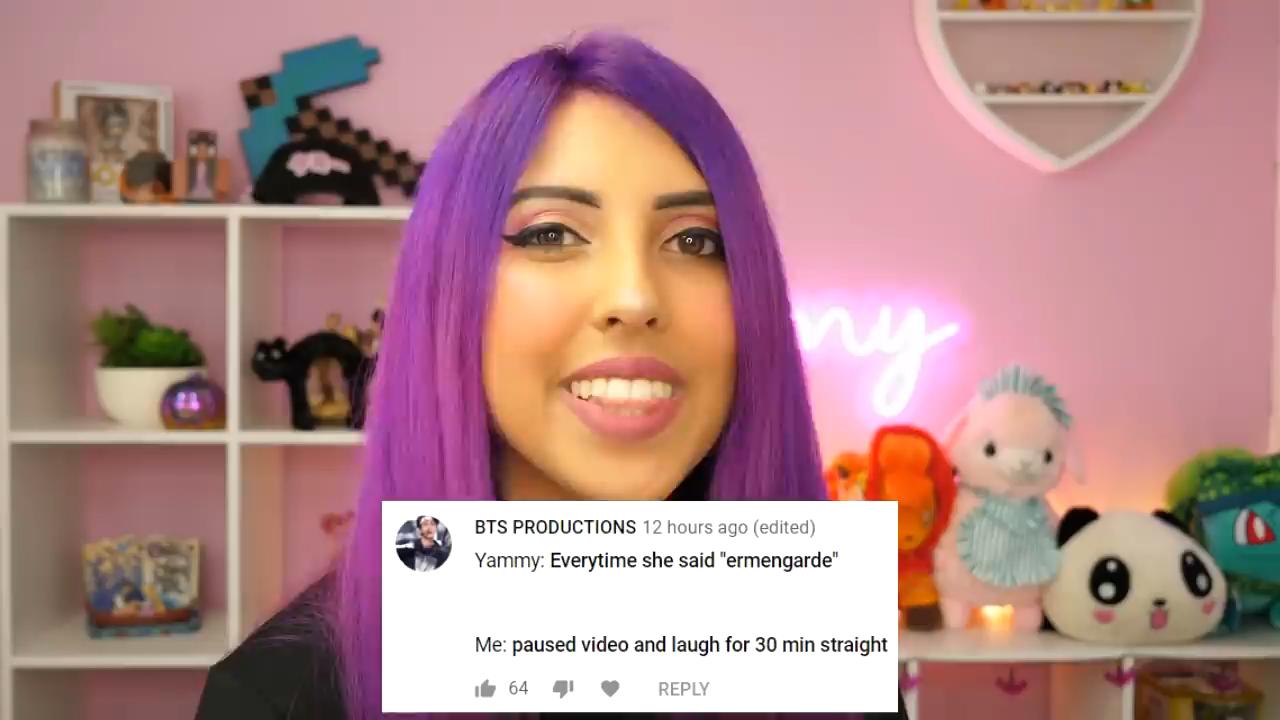 my
BTS PRODUCTIONS 12 hours ago (edited)
Yammy: Everytime she said "ermengarde"
Me: paused video and laugh for 30 min straight
64 REPLY